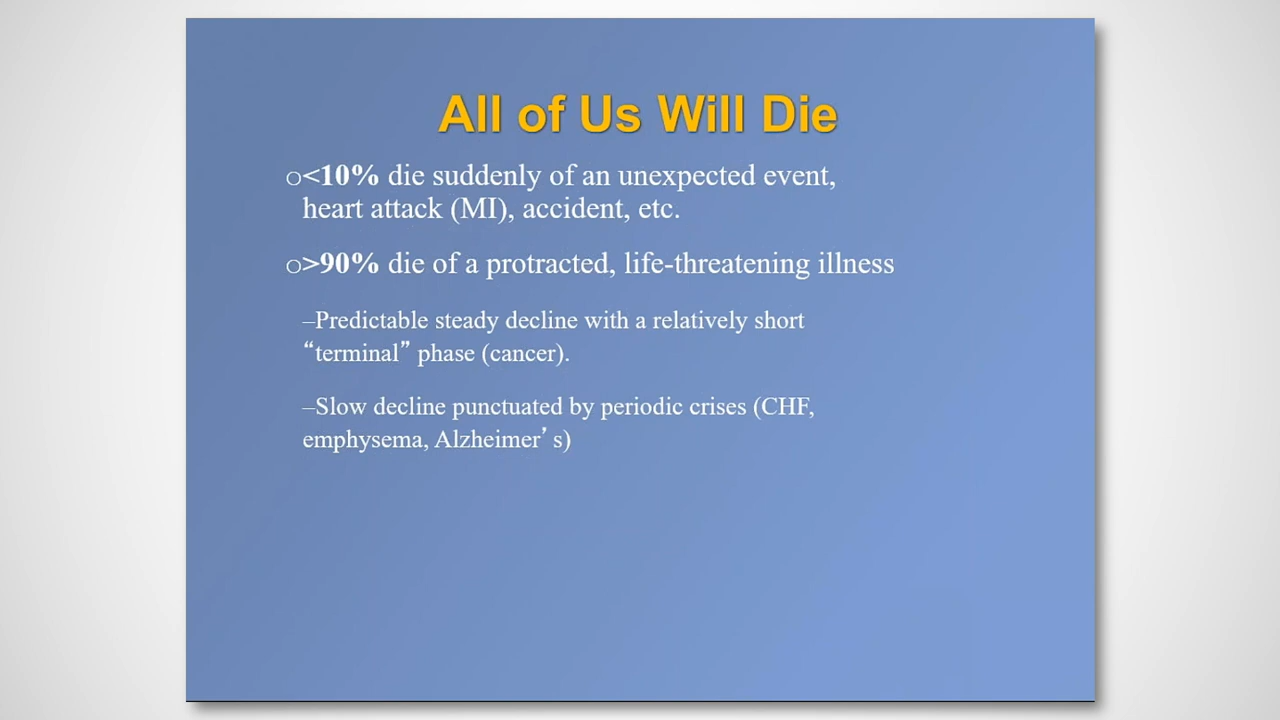 All of Us Will Die
○<10% die suddenly of an unexpected event,
heart attack (MI), accident, etc.
○>90% die of a protracted, life-threatening illness
–Predictable steady decline with a relatively short
“terminal” phase (cancer).
–Slow decline punctuated by periodic crises (CHF,
emphysema, Alzheimer’s)